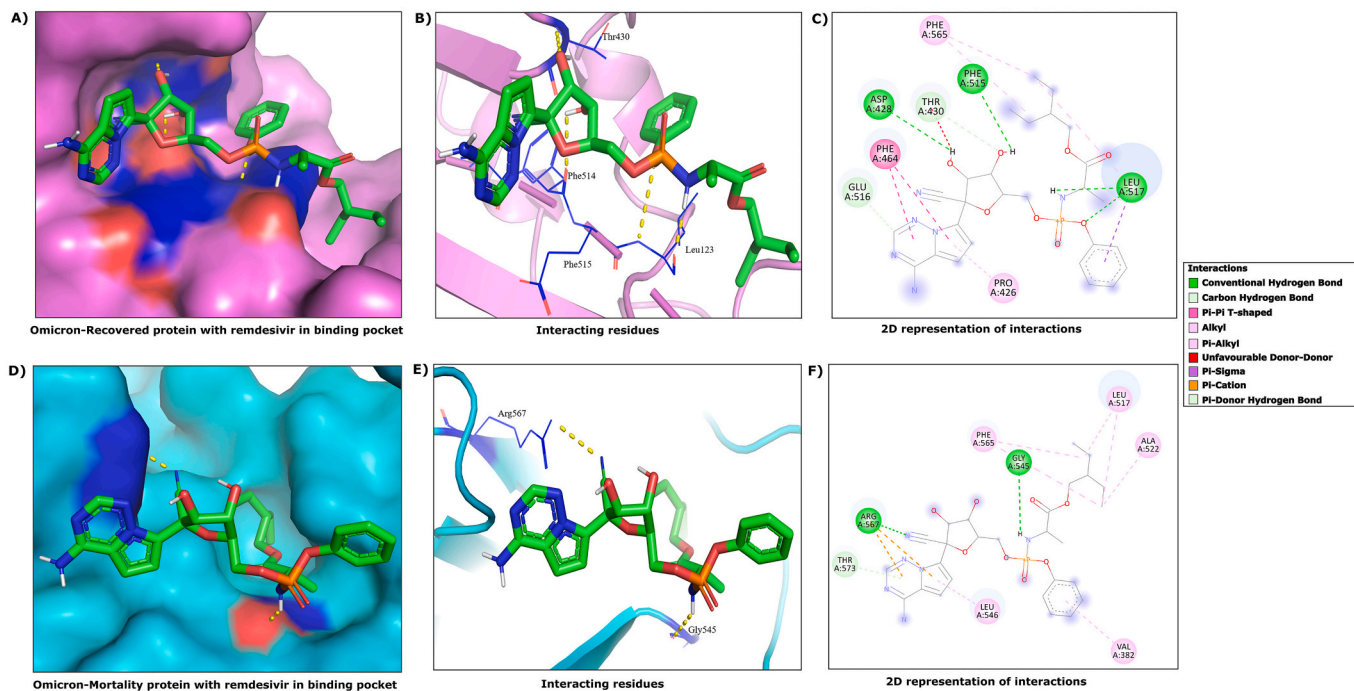 A)
B)
C)
Thr430
Phe514
Phe515
Leu123
PHE
A:565
PHE
A:515
ASP
A:428
THR
A:430
PHE
A:464
GLU
A:516
LEU
A:517
PRO
A:426
H
H
O
O
N
O
O
O
H
N
O
P
O
O
N
N
N
N
Omicron-Recovered protein with remdesivir in binding pocket
Interacting residues
2D representation of interactions
Interactions
Conventional Hydrogen Bond
Carbon Hydrogen Bond
Pi-Pi T-shaped
Alkyl
Pi-Alkyl
Unfavourable Donor-Donor
Pi-Sigma
Pi-Cation
Pi-Donor Hydrogen Bond
D)
E)
F)
Arg567
Gly545
LEU
A:517
PHE
A:565
GLY
A:545
ALA
A:522
ARG
A:567
THR
A:573
LEU
A:546
VAL
A:382
O
O
O
O
H
N
N
O
O
P
O
O
N
N
N
N
Omicron-Mortality protein with remdesivir in binding pocket
Interacting residues
2D representation of interactions